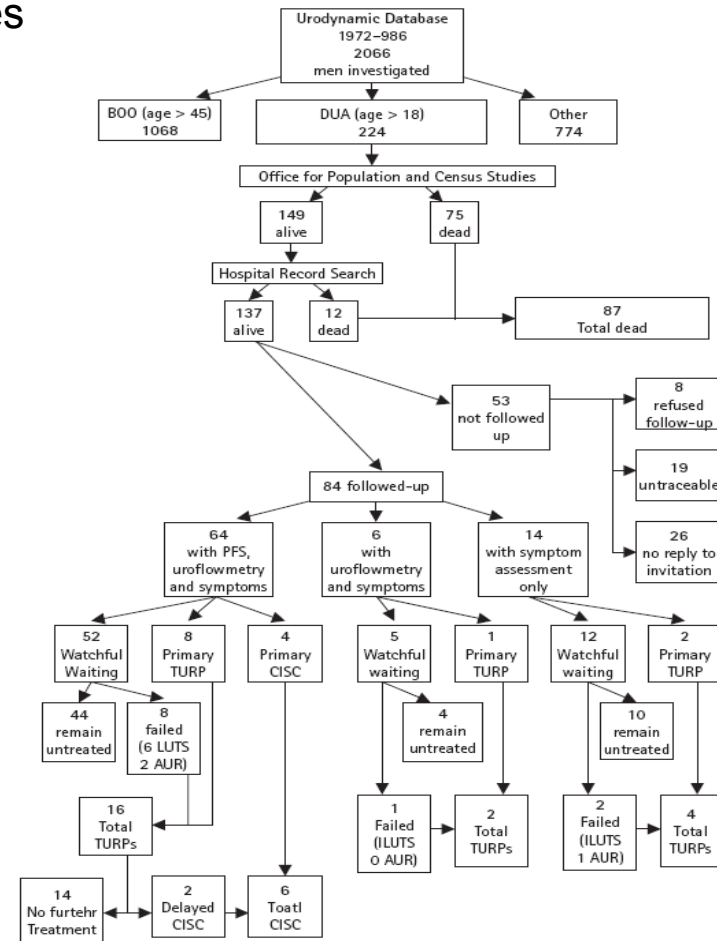 es
Urodynamic Database
1972–986
2066
men investigated
BOO (age > 45)
1068
DUA (age > 18)
224
Other
774
Office for Population and Census Studies
149
alive
75
dead
Hospital Record Search
137
alive
12
dead
87
Total dead
53
not followed
up
8
refused
follow-up
19
untraceable
26
no reply to
invitation
84 followed-up
64
with PFS,
uroflowmetry
and symptoms
6
with
uroflowmetry
and symptoms
14
with symptom
assessment
only
52
Watchful
Waiting
8
Primary
TURP
4
Primary
CISC
5
Watchful
waiting
1
Primary
TURP
12
Watchful
waiting
2
Primary
TURP
44
remain
untreated
8
failed
(6 LUTS
2 AUR)
4
remain
untreated
10
remain
untreated
16
Total
TURPs
1
Failed
(ILUTS
0 AUR)
2
Total
TURPs
2
Failed
(ILUTS
1 AUR)
4
Total
TURPs
14
No furtehr
Treatment
2
Delayed
CISC
6
Toatl
CISC